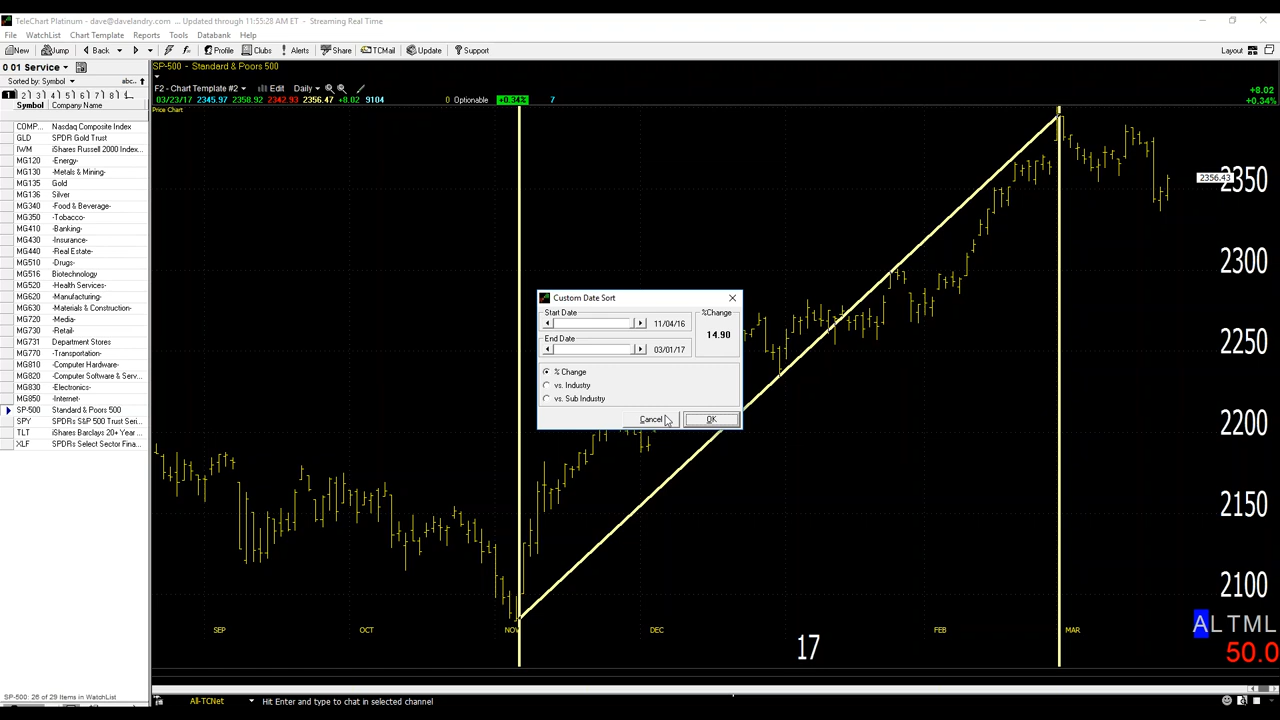 TeleChart Platinum - dave@davelandry.com ... Updated through 11:55:28 AM ET - Streaming Real Time
File WatchList Chart Template Reports Tools Databank Help
New Jump Back Profile Clubs Alerts Share TCMail Update Support Layout
0 01 Service
Sorted by: Symbol abc..
1 2 3 4 5 6 7 8
Symbol Company Name
COMP... Nasdaq Composite Index
GLD SPDR Gold Trust
IWM iShares Russell 2000 Index...
MG120 -Energy-
MG130 -Metals & Mining-
MG135 Gold
MG136 Silver
MG340 -Food & Beverage-
MG350 -Tobacco-
MG410 -Banking-
MG430 -Insurance-
MG440 -Real Estate-
MG510 -Drugs-
MG516 Biotechnology
MG520 -Health Services-
MG620 -Manufacturing-
MG630 -Materials & Construction-
MG720 -Media-
MG730 -Retail-
MG731 Department Stores
MG770 -Transportation-
MG810 -Computer Hardware-
MG820 -Computer Software & Serv...
MG830 -Electronics-
MG850 -Internet-
SP-500 Standard & Poors 500
SPY SPDRs S&P 500 Trust Seri...
TLT iShares Barclays 20+ Year ...
XLF SPDRs Select Sector Fina...
SP-500: 26 of 29 Items in WatchList
SP-500 - Standard & Poors 500
F2 - Chart Template #2 Edit Daily
03/23/17 2345.97 2358.92 2342.93 2356.47 +8.02 9104 0 Optionable +0.34% 7
+8.02
+0.34%
Price Chart
2356.43
2350
2300
2250
2200
2150
2100
Custom Date Sort
Start Date
11/04/16
End Date
03/01/17
%Change
14.90
% Change
vs. Industry
vs. Sub Industry
Cancel OK
SEP OCT NOV DEC 17 FEB MAR
ALTML
50.0
All-TCNet Hit Enter and type to chat in selected channel